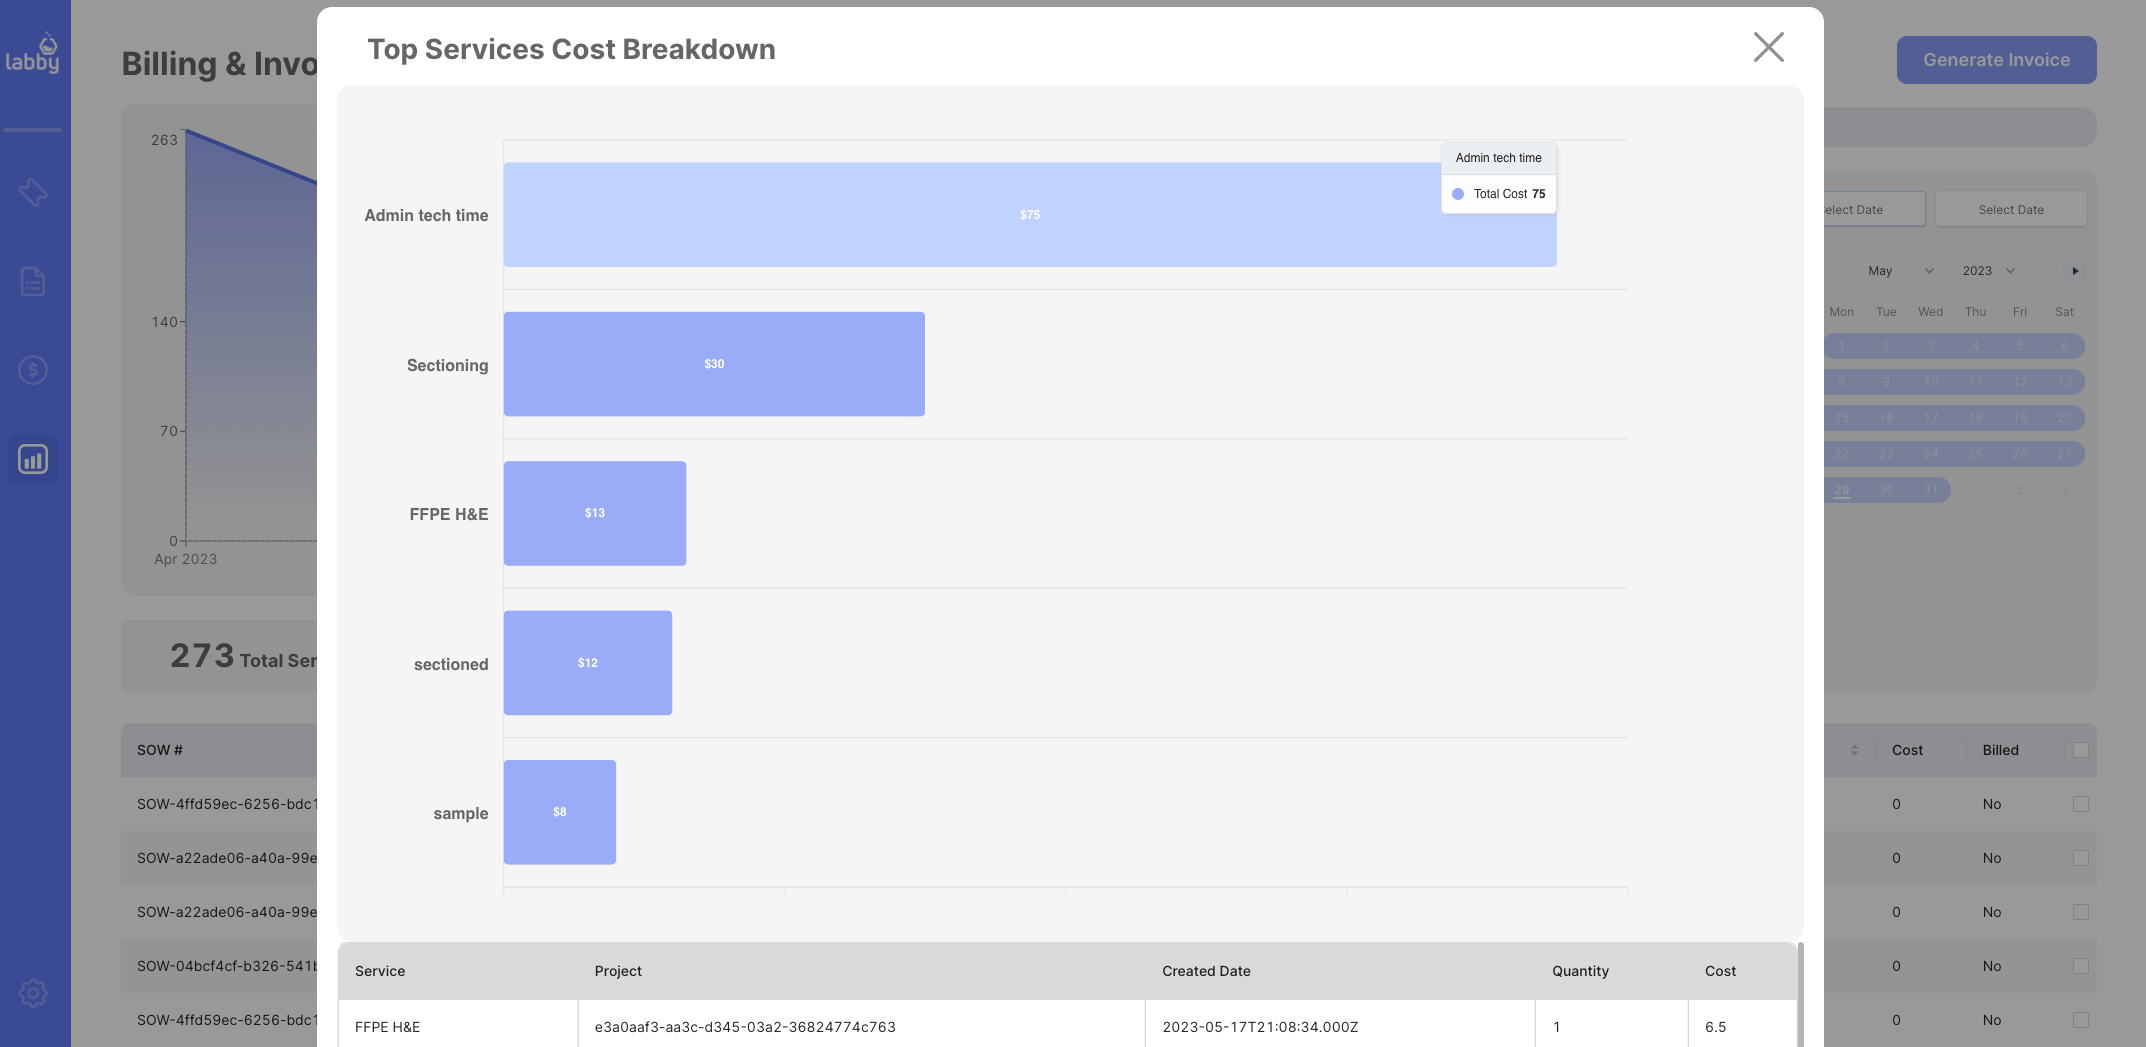 labby
Billing & Invo
Generate Invoice
Top Services Cost Breakdown
263
140
70
0
Apr 2023
Admin tech time
$75
Admin tech time
Total Cost 75
Sectioning
$30
FFPE H&E
$13
sectioned
$12
sample
$8
elect Date
Select Date
May 2023
Mon Tue Wed Thu Fri Sat
1 2 3 4 5 6
8 9 10 11 12 13
15 16 17 18 19 20
22 23 24 25 26 27
29 30 31 1 2 3
273 Total Ser
SOW # Cost Billed
SOW-4ffd59ec-6256-bdc1 0 No
SOW-a22ade06-a40a-99e 0 No
SOW-a22ade06-a40a-99e 0 No
SOW-04bcf4cf-b326-541b 0 No
SOW-4ffd59ec-6256-bdc1 0 No
Service Project Created Date Quantity Cost
FFPE H&E e3a0aaf3-aa3c-d345-03a2-36824774c763 2023-05-17T21:08:34.000Z 1 6.5